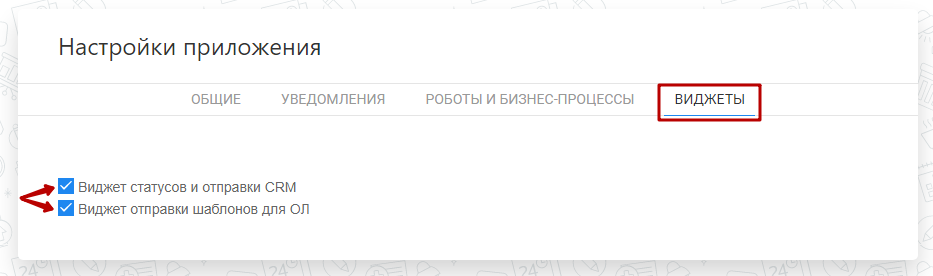 Настройки приложения
ОБЩИЕ УВЕДОМЛЕНИЯ РОБОТЫ И БИЗНЕС-ПРОЦЕССЫ ВИДЖЕТЫ
Виджет статусов и отправки CRM
Виджет отправки шаблонов для ОЛ